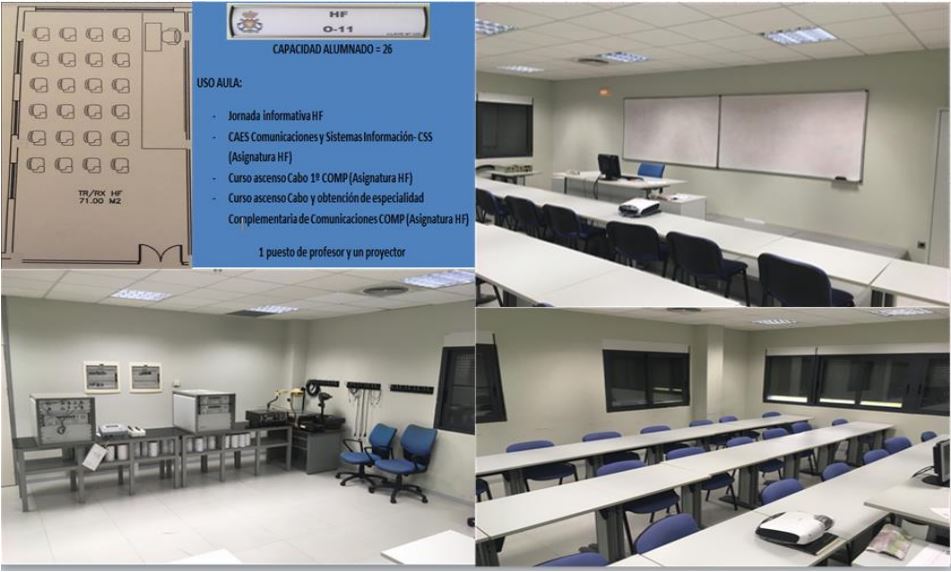 TR/RX HF
71.00 M2
HF
O-11
CAPACIDAD ALUMNADO = 26
USO AULA:
- Jornada informativa HF
- CAES Comunicaciones y Sistemas Información- CSS
(Asignatura HF)
- Curso ascenso Cabo 1º COMP (Asignatura HF)
- Curso ascenso Cabo y obtención de especialidad
Complementaria de Comunicaciones COMP (Asignatura HF)
1 puesto de profesor y un proyector